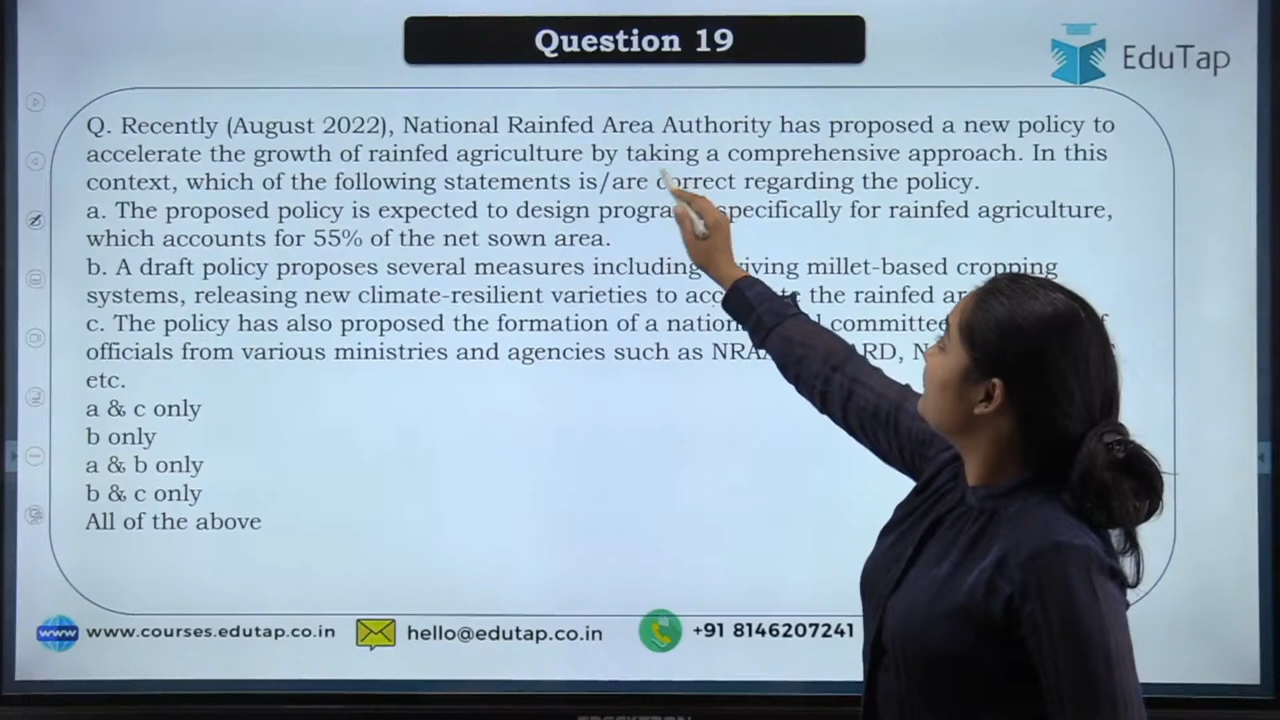 Question 19
EduTap
Q. Recently (August 2022), National Rainfed Area Authority has proposed a new policy to
accelerate the growth of rainfed agriculture by taking a comprehensive approach. In this
context, which of the following statements is/are correct regarding the policy.
a. The proposed policy is expected to design specifically for rainfed agriculture,
which accounts for 55% of the net sown area.
b. A draft policy proposes several measures including millet-based cropping
systems, releasing new climate-resilient varieties to the rainfed
c. The policy has also proposed the formation of a committee
officials from various ministries and agencies such as
etc.
a & c only
b only
a & b only
b & c only
All of the above
www www.courses.edutap.co.in hello@edutap.co.in +91 8146207241